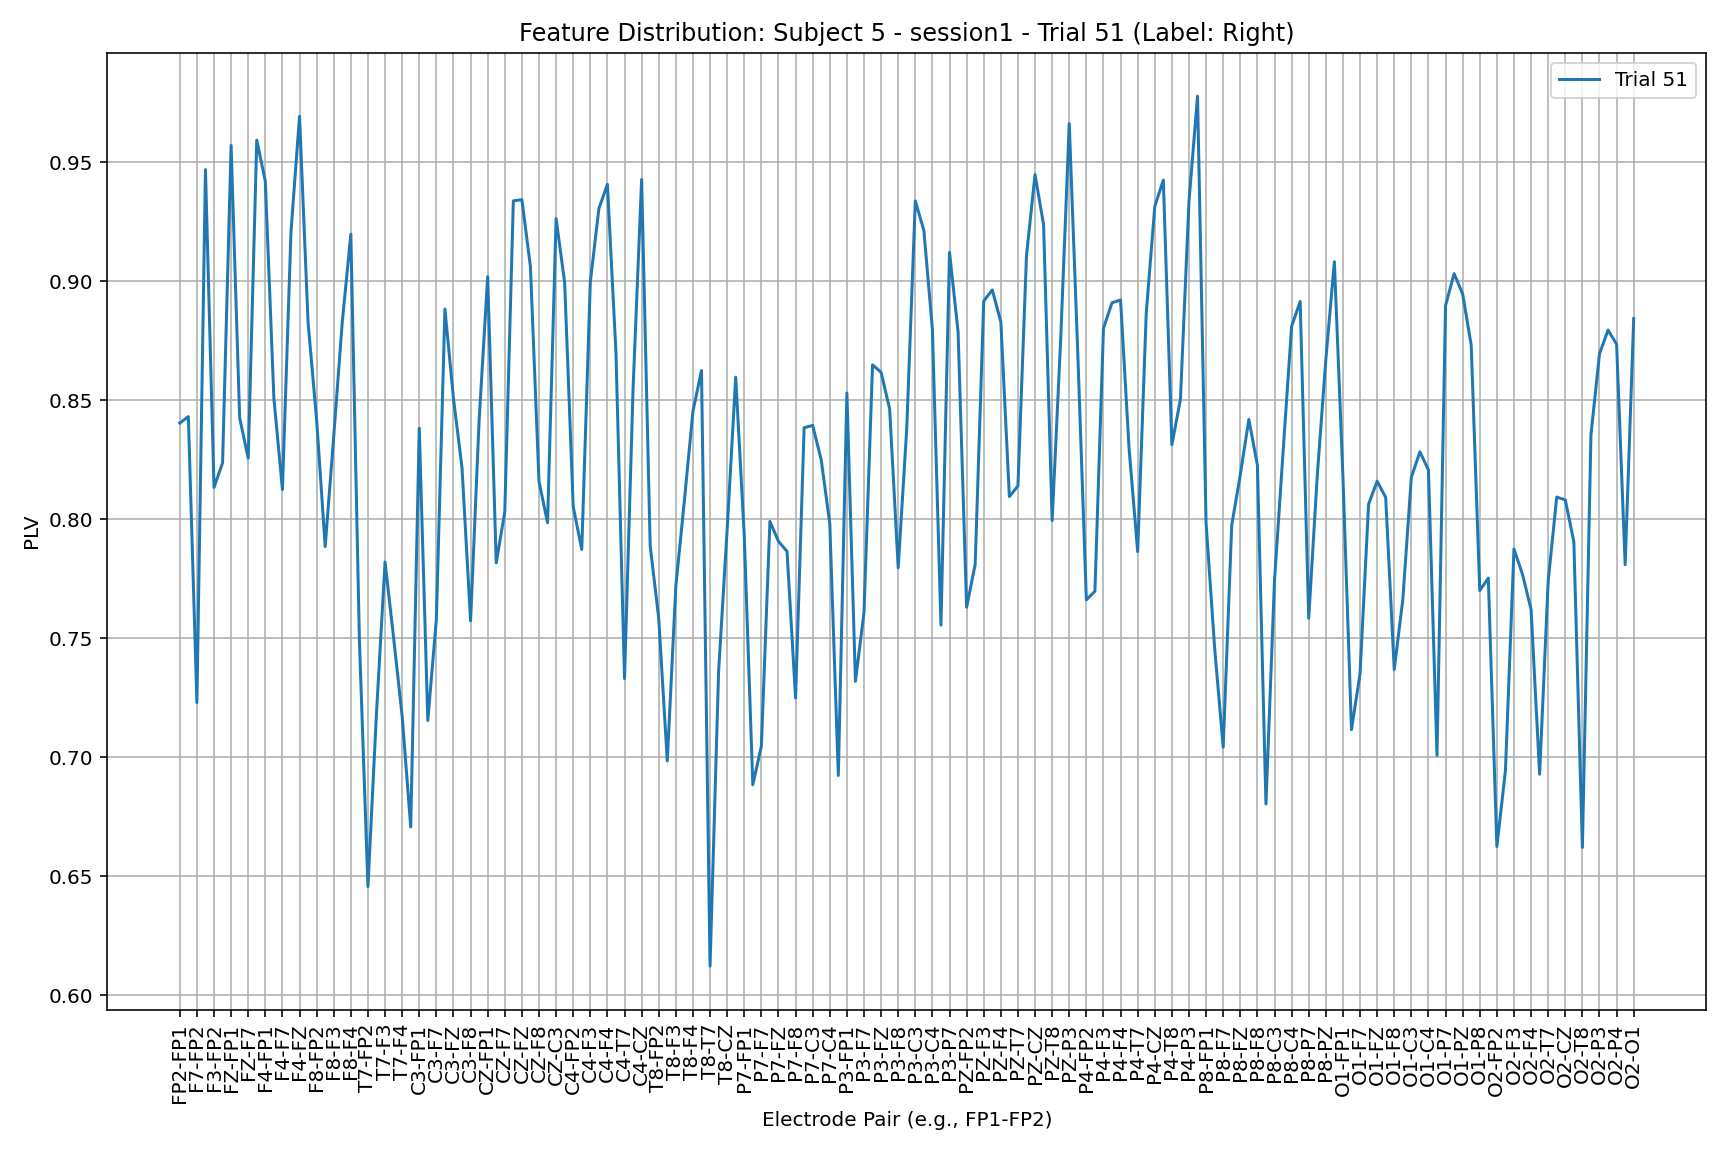 Feature Distribution: Subject 5 - session1 - Trial 51 (Label: Right)
Trial 51
PLV
0.95
0.90
0.85
0.80
0.75
0.70
0.65
0.60
FP2-FP1
F7-FP2
F3-FP2
FZ-FP1
FZ-F7
F4-FP1
F4-F7
F4-FZ
F8-FP2
F8-F3
F8-F4
T7-FP2
T7-F3
T7-F4
C3-FP1
C3-F7
C3-FZ
C3-F8
CZ-FP1
CZ-F7
CZ-FZ
CZ-F8
CZ-C3
C4-FP2
C4-F3
C4-F4
C4-T7
C4-CZ
T8-FP2
T8-F3
T8-F4
T8-T7
T8-CZ
P7-FP1
P7-F7
P7-FZ
P7-F8
P7-C3
P7-C4
P3-FP1
P3-F7
P3-FZ
P3-F8
P3-C3
P3-C4
P3-P7
PZ-FP2
PZ-F3
PZ-F4
PZ-T7
PZ-CZ
PZ-T8
PZ-P3
P4-FP2
P4-F3
P4-F4
P4-T7
P4-CZ
P4-T8
P4-P3
P8-FP1
P8-F7
P8-FZ
P8-F8
P8-C3
P8-C4
P8-P7
P8-PZ
O1-FP1
O1-F7
O1-FZ
O1-F8
O1-C3
O1-C4
O1-P7
O1-PZ
O1-P8
O2-FP2
O2-F3
O2-F4
O2-T7
O2-CZ
O2-T8
O2-P3
O2-P4
O2-O1
Electrode Pair (e.g., FP1-FP2)